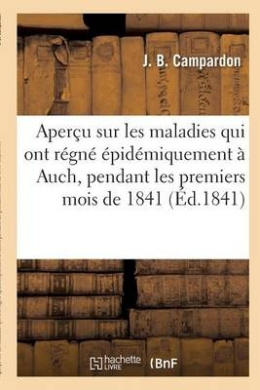 J. B. Campardon
Aperçu sur les maladies qui ont régné épidémiquement à Auch, pendant les premiers mois de 1841 (Éd.1841)
hachette LIVRE
{BnF